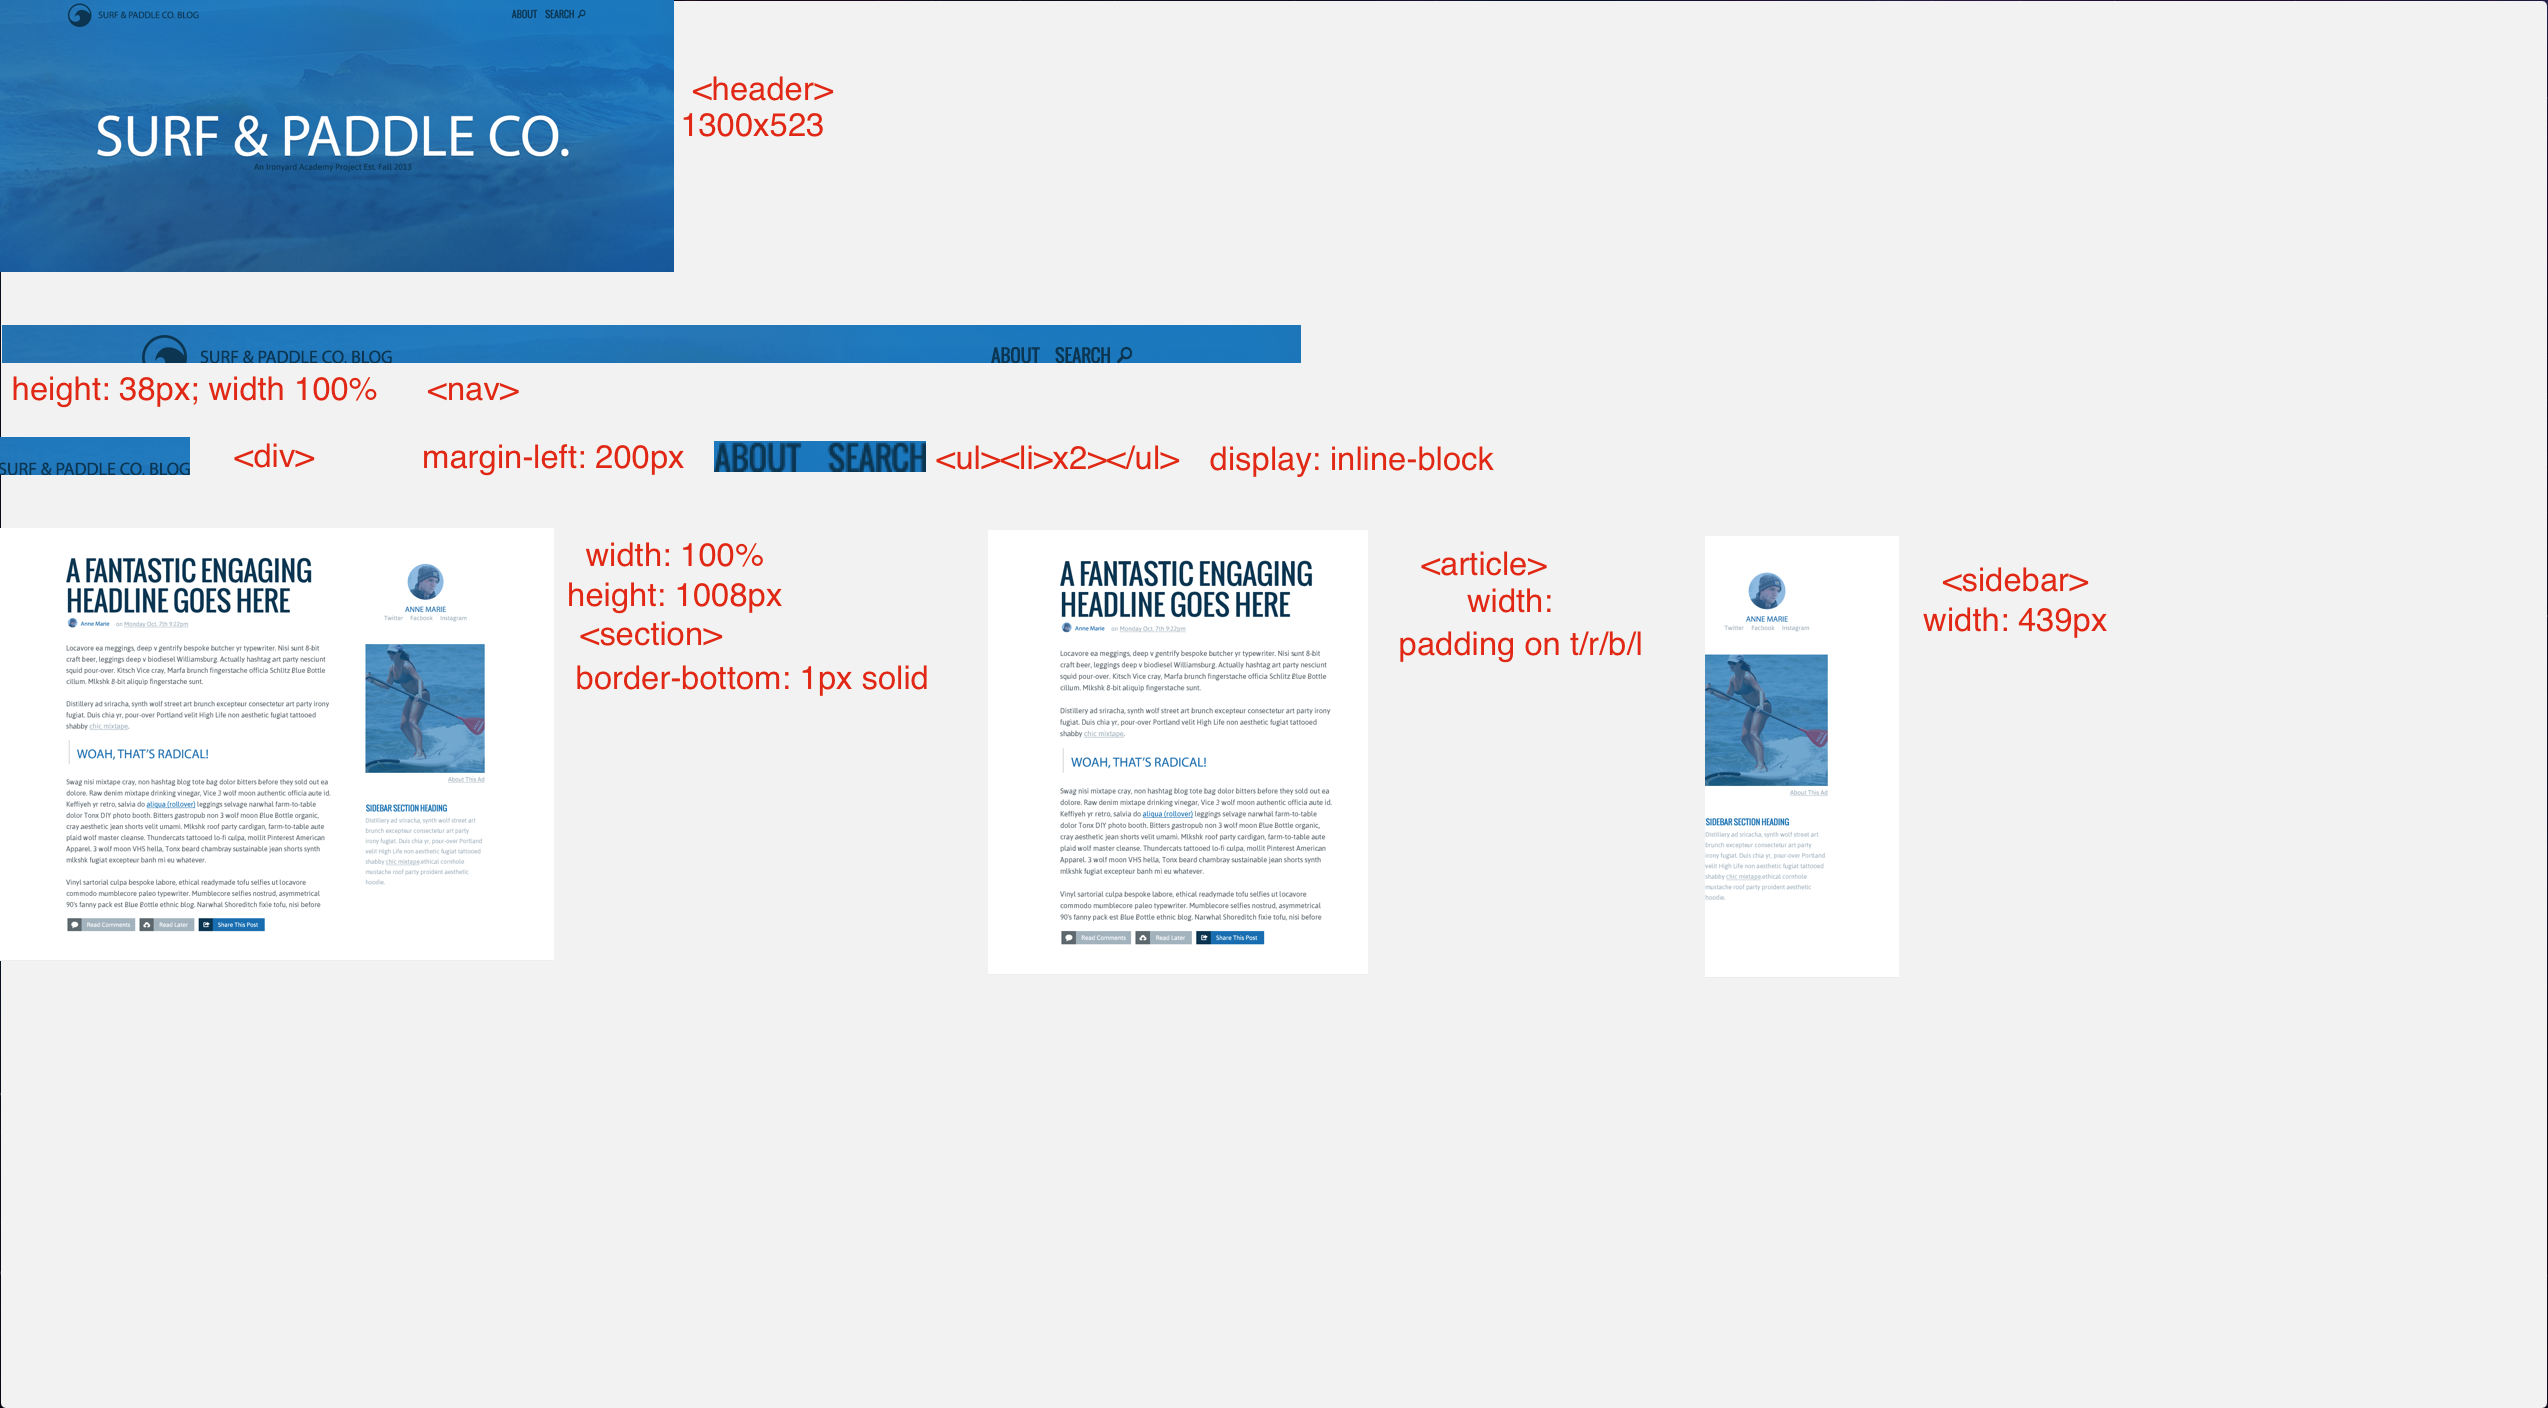 SURF & PADDLE CO. BLOG
ABOUT SEARCH
SURF & PADDLE CO.
An Ironyard Academy Project Est. Fall 2013
<header>
1300x523
SURF & PADDLE CO. BLOG
ABOUT SEARCH
height: 38px; width 100% <nav>
SURF & PADDLE CO. BLOG
<div>
margin-left: 200px
ABOUT SEARCH
<ul><li>x2></ul>
display: inline-block
A FANTASTIC ENGAGING
HEADLINE GOES HERE
Anne Marie on Monday Oct. 7th 9:22pm
Locavore ea meggings, deep v gentrify bespoke butcher yr typewriter. Nisi sunt 8-bit
craft beer, leggings deep v biodiesel Williamsburg. Actually hashtag art party nesciunt
squid pour-over. Kitsch Vice cray, Marfa brunch fingerstache officia Schlitz Blue Bottle
cillum. Mlkshk 8-bit aliquip fingerstache sunt.
Distillery ad sriracha, synth wolf street art brunch excepteur consectetur art party irony
fugiat. Duis chia yr, pour-over Portland velit High Life non aesthetic fugiat tattooed
shabby chic mixtape.
WOAH, THAT'S RADICAL!
Swag nisi mixtape cray, non hashtag blog tote bag dolor bitters before they sold out ea
dolore. Raw denim mixtape drinking vinegar, Vice 3 wolf moon authentic officia aute id.
Keffiyeh yr retro, salvia do aliqua (rollover) leggings selvage narwhal farm-to-table
dolor Tonx DIY photo booth. Bitters gastropub non 3 wolf moon Blue Bottle organic,
cray aesthetic jean shorts velit umami. Mlkshk roof party cardigan, farm-to-table aute
plaid wolf master cleanse. Thundercats tattooed lo-fi culpa, mollit Pinterest American
Apparel. 3 wolf moon VHS hella, Tonx beard chambray sustainable jean shorts synth
mlkshk fugiat excepteur banh mi eu whatever.
Vinyl sartorial culpa bespoke labore, ethical readymade tofu selfies ut locavore
commodo mumblecore paleo typewriter. Mumblecore selfies nostrud, asymmetrical
90's fanny pack est Blue Bottle ethnic blog. Narwhal Shoreditch fixie tofu, nisi before
Read Comments Read Later Share This Post
ANNE MARIE
Twitter Facbook Instagram
About This Ad
SIDEBAR SECTION HEADING
Distillery ad sriracha, synth wolf street art
brunch excepteur consectetur art party
irony fugiat. Duis chia yr, pour-over Portland
velit High Life non aesthetic fugiat tattooed
shabby chic mixtape.ethical cornhole
mustache roof party proident aesthetic
hoodie.
width: 100%
height: 1008px
<section>
border-bottom: 1px solid
A FANTASTIC ENGAGING
HEADLINE GOES HERE
Anne Marie on Monday Oct. 7th 9:22pm
Locavore ea meggings, deep v gentrify bespoke butcher yr typewriter. Nisi sunt 8-bit
craft beer, leggings deep v biodiesel Williamsburg. Actually hashtag art party nesciunt
squid pour-over. Kitsch Vice cray, Marfa brunch fingerstache officia Schlitz Blue Bottle
cillum. Mlkshk 8-bit aliquip fingerstache sunt.
Distillery ad sriracha, synth wolf street art brunch excepteur consectetur art party irony
fugiat. Duis chia yr, pour-over Portland velit High Life non aesthetic fugiat tattooed
shabby chic mixtape.
WOAH, THAT'S RADICAL!
Swag nisi mixtape cray, non hashtag blog tote bag dolor bitters before they sold out ea
dolore. Raw denim mixtape drinking vinegar, Vice 3 wolf moon authentic officia aute id.
Keffiyeh yr retro, salvia do aliqua (rollover) leggings selvage narwhal farm-to-table
dolor Tonx DIY photo booth. Bitters gastropub non 3 wolf moon Blue Bottle organic,
cray aesthetic jean shorts velit umami. Mlkshk roof party cardigan, farm-to-table aute
plaid wolf master cleanse. Thundercats tattooed lo-fi culpa, mollit Pinterest American
Apparel. 3 wolf moon VHS hella, Tonx beard chambray sustainable jean shorts synth
mlkshk fugiat excepteur banh mi eu whatever.
Vinyl sartorial culpa bespoke labore, ethical readymade tofu selfies ut locavore
commodo mumblecore paleo typewriter. Mumblecore selfies nostrud, asymmetrical
90's fanny pack est Blue Bottle ethnic blog. Narwhal Shoreditch fixie tofu, nisi before
Read Comments Read Later Share This Post
<article>
width:
padding on t/r/b/l
ANNE MARIE
Twitter Facbook Instagram
About This Ad
SIDEBAR SECTION HEADING
Distillery ad sriracha, synth wolf street art
brunch excepteur consectetur art party
irony fugiat. Duis chia yr, pour-over Portland
velit High Life non aesthetic fugiat tattooed
shabby chic mixtape.ethical cornhole
mustache roof party proident aesthetic
hoodie.
<sidebar>
width: 439px